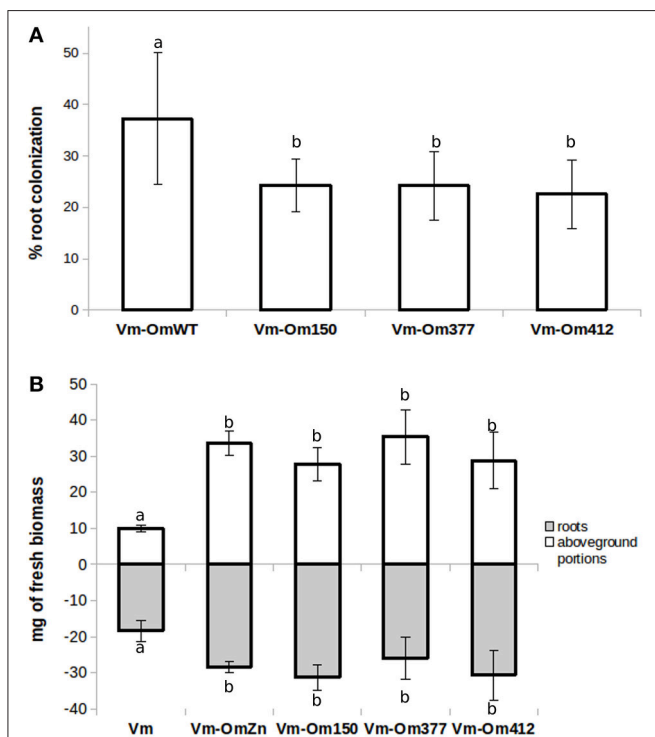 A
% root colonization
50
40
30
20
10
0
a
b
b
b
Vm-OmWT
Vm-Om150
Vm-Om377
Vm-Om412
B
mg of fresh biomass
50
40
30
20
10
0
-10
-20
-30
-40
a
b
b
b
b
a
b
b
b
b
roots
aboveground
portions
Vm
Vm-OmZn
Vm-Om150
Vm-Om377
Vm-Om412